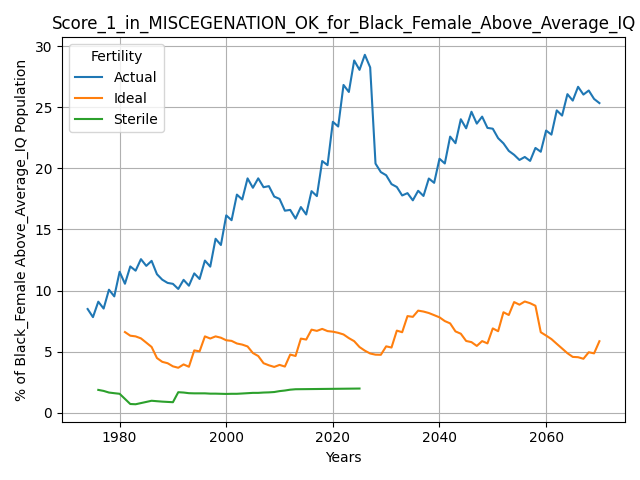 Score_1_in_MISCEGENATION_OK_for_Black_Female_Above_Average_IQ
% of Black_Female Above_Average_IQ Population
30
25
20
15
10
5
0
Fertility
Actual
Ideal
Sterile
1980
2000
2020
2040
2060
Years